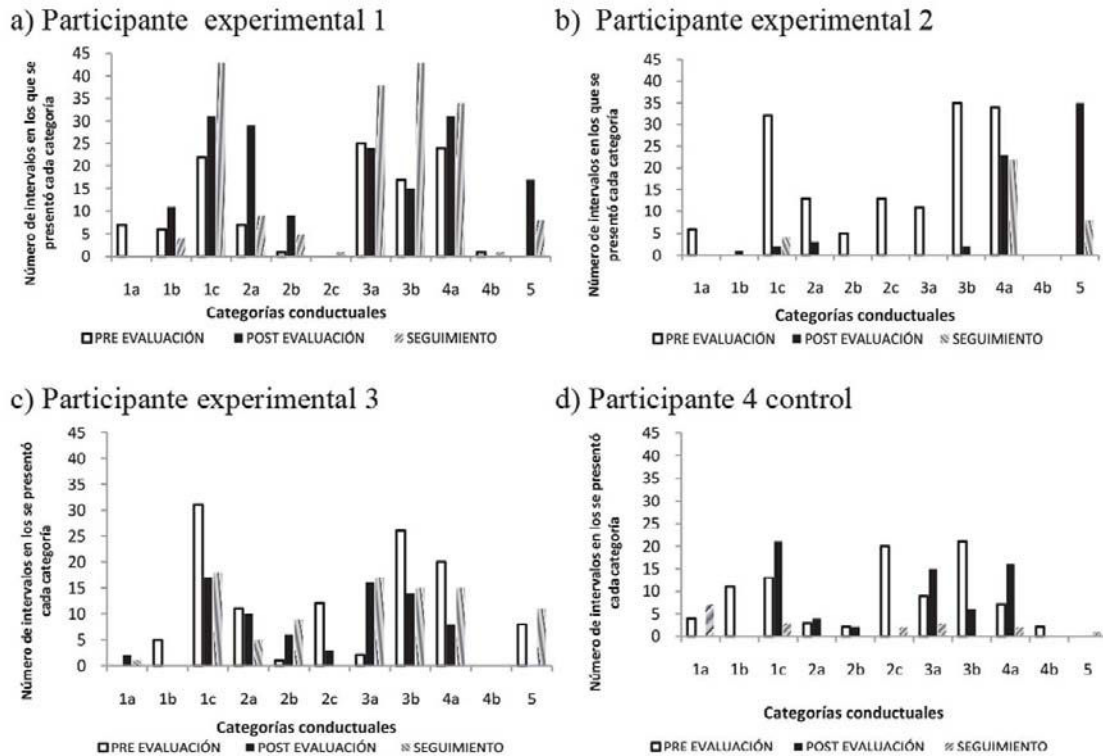 a) Participante experimental 1
Número de intervalos en los que se
presentó cada categoría
45
40
35
30
25
20
15
10
5
0
1a 1b 1c 2a 2b 2c 3a 3b 4a 4b 5
Categorías conductuales
PRE EVALUACIÓN POST EVALUACIÓN SEGUIMIENTO
b) Participante experimental 2
Número de intervalos en los que se
presentó cada categoría
45
40
35
30
25
20
15
10
5
0
1a 1b 1c 2a 2b 2c 3a 3b 4a 4b 5
Categorías conductuales
PRE EVALUACIÓN POST EVALUACIÓN SEGUIMIENTO
c) Participante experimental 3
Número de intervalos en los se presentó
cada categoría
45
40
35
30
25
20
15
10
5
0
1a 1b 1c 2a 2b 2c 3a 3b 4a 4b 5
Categorías conductuales
PRE EVALUACIÓN POST EVALUACIÓN SEGUIMIENTO
d) Participante 4 control
Número de intervalos en los se presentó
cada categoría
45
40
35
30
25
20
15
10
5
0
1a 1b 1c 2a 2b 2c 3a 3b 4a 4b 5
Categorías conductuales
PRE EVALUACIÓN POST EVALUACIÓN SEGUIMIENTO